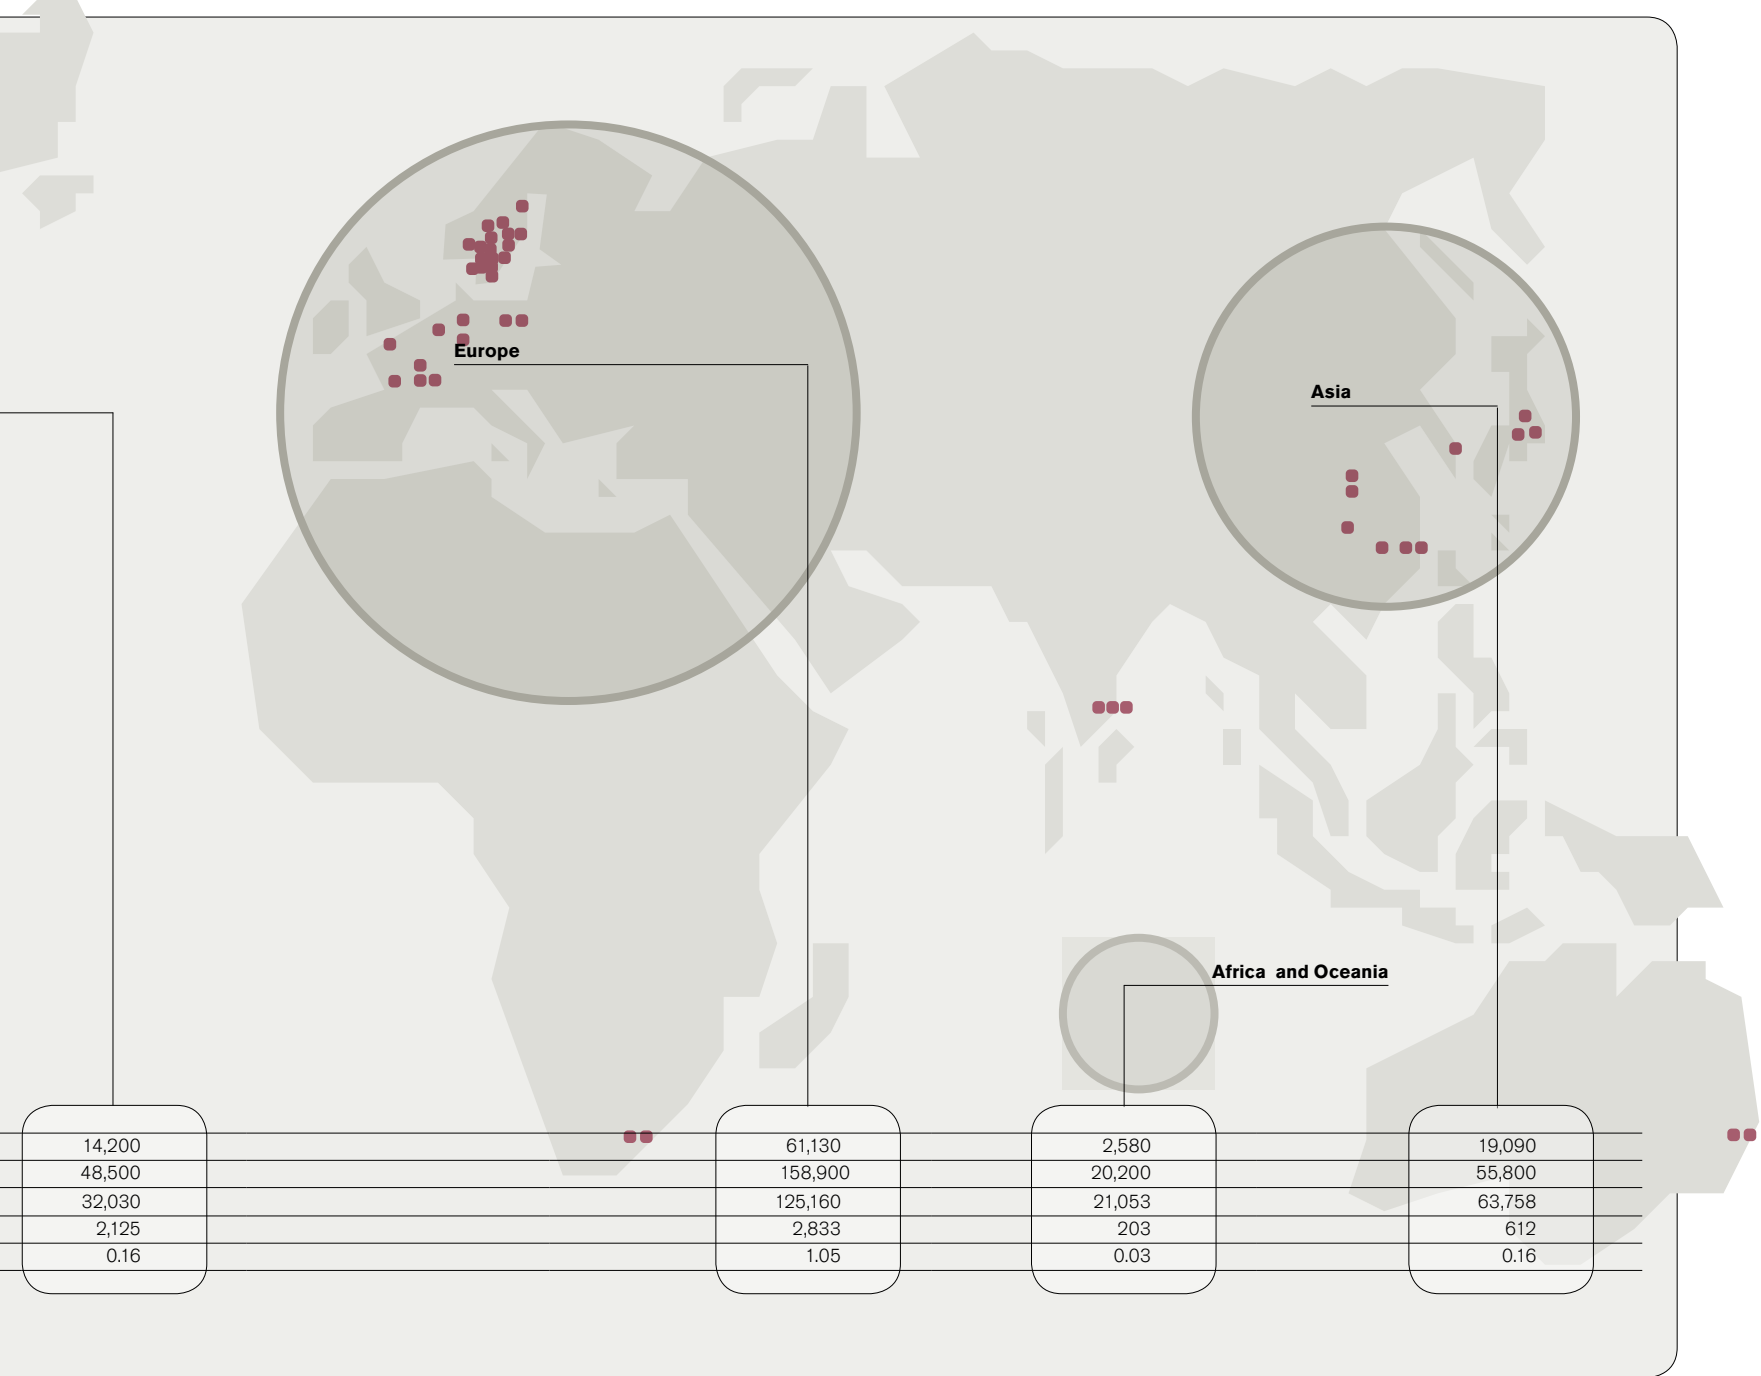 Europe
Asia
Africa and Oceania
14,200 61,130 2,580 19,090
48,500 158,900 20,200 55,800
32,030 125,160 21,053 63,758
2,125 2,833 203 612
0.16 1.05 0.03 0.16